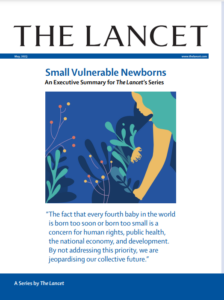 THE LANCET
May, 2023
www.thelancet.com
Small Vulnerable Newborns
An Executive Summary for The Lancet's Series
"The fact that every fourth baby in the world
is born too soon or born too small is a
concern for human rights, public health,
the national economy, and development.
By not addressing this priority, we are
jeopardising our collective future."
A Series by The Lancet